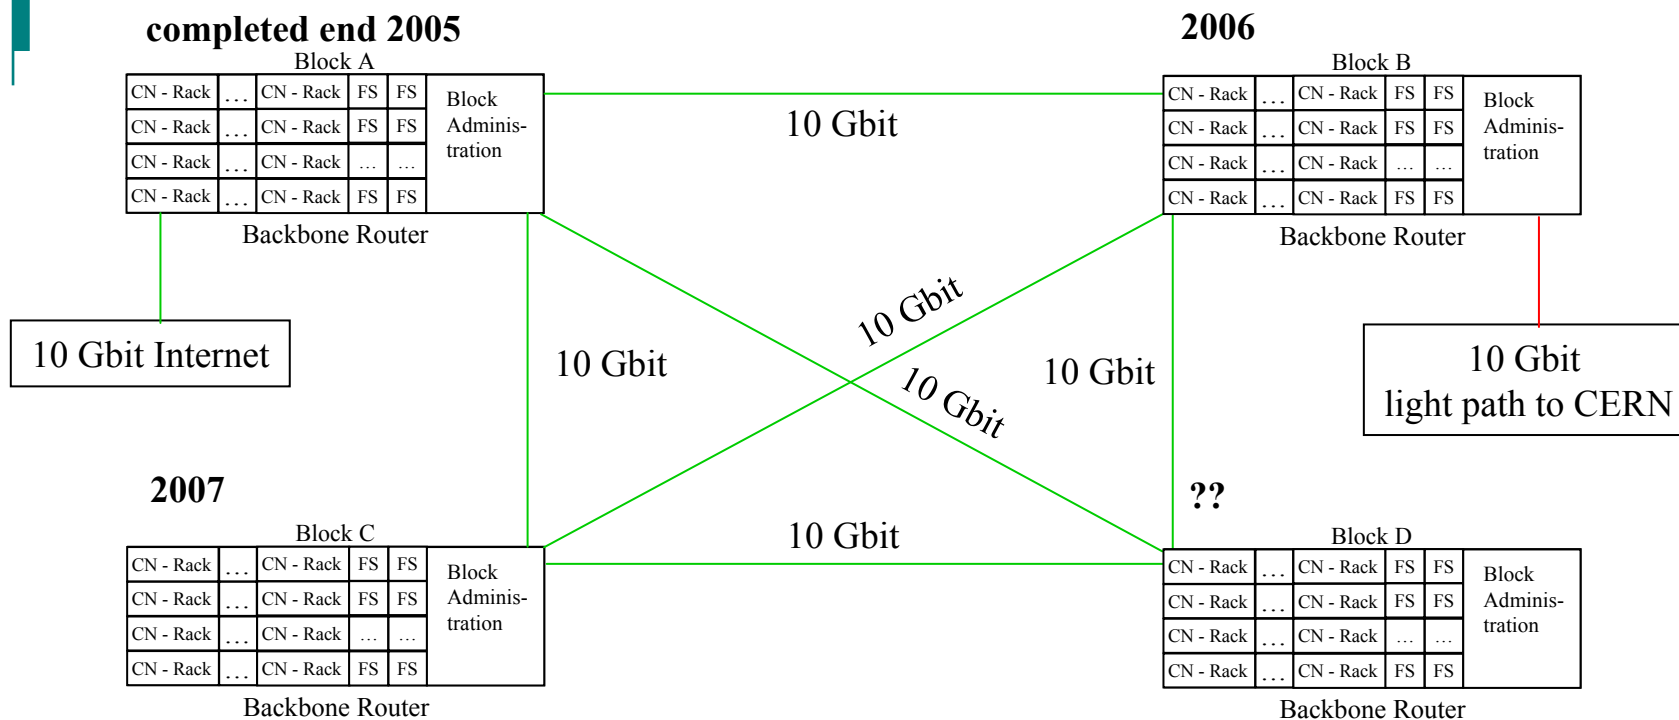 completed end 2005
Block A
CN - Rack ... CN - Rack FS FS
CN - Rack ... CN - Rack FS FS
CN - Rack ... CN - Rack ... ...
CN - Rack ... CN - Rack FS FS
Block
Adminis-
tration
Backbone Router
2006
Block B
CN - Rack ... CN - Rack FS FS
CN - Rack ... CN - Rack FS FS
CN - Rack ... CN - Rack ... ...
CN - Rack ... CN - Rack FS FS
Block
Adminis-
tration
Backbone Router
10 Gbit
10 Gbit Internet
10 Gbit
10 Gbit
10 Gbit
10 Gbit
10 Gbit
light path to CERN
2007
Block C
CN - Rack ... CN - Rack FS FS
CN - Rack ... CN - Rack FS FS
CN - Rack ... CN - Rack ... ...
CN - Rack ... CN - Rack FS FS
Block
Adminis-
tration
Backbone Router
10 Gbit
??
Block D
CN - Rack ... CN - Rack FS FS
CN - Rack ... CN - Rack FS FS
CN - Rack ... CN - Rack ... ...
CN - Rack ... CN - Rack FS FS
Block
Adminis-
tration
Backbone Router